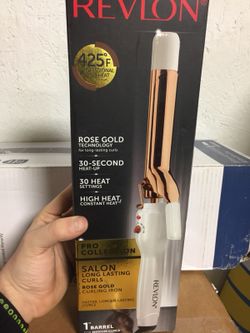 REVLON
425°F
ROSE GOLD
TECHNOLOGY
for long-lasting curls
30-SECOND
HEAT-UP
30 HEAT
SETTINGS
HIGH HEAT
CONSTANT HEAT
REVLON
PRO
COLLECTION
SALON
LONG LASTING
CURLS
ROSE GOLD
CURLING IRON
1" BARREL